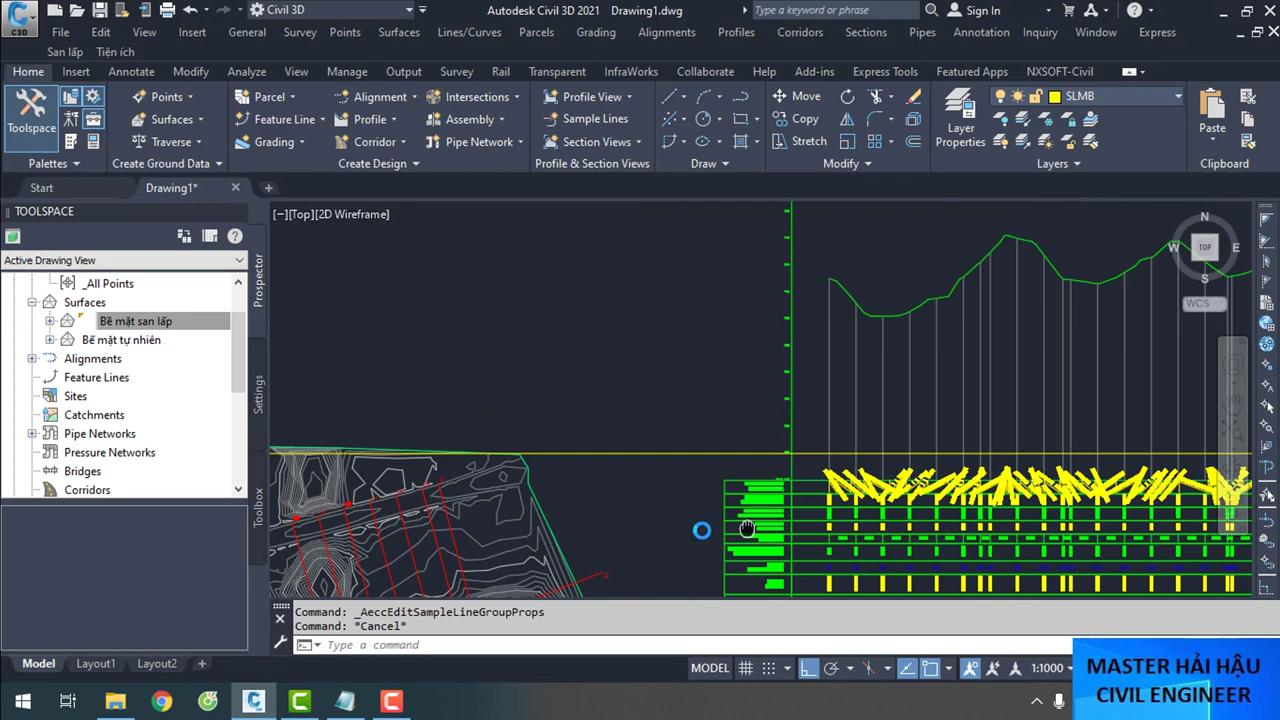 Civil 3D
Autodesk Civil 3D 2021 Drawing1.dwg
Type a keyword or phrase
Sign In
C3D
File Edit View Insert General Survey Points Surfaces Lines/Curves Parcels Grading Alignments Profiles Corridors Sections Pipes Annotation Inquiry Window Express
San lấp Tiện ích
Home Insert Annotate Modify Analyze View Manage Output Survey Rail Transparent InfraWorks Collaborate Help Add-ins Express Tools Featured Apps NXSOFT-Civil
Points Parcel Alignment Intersections Profile View Move SLMB
Toolspace Surfaces Feature Line Profile Assembly Sample Lines Copy Layer Properties Paste
Traverse Grading Corridor Pipe Network Section Views Stretch
Palettes Create Ground Data Create Design Profile & Section Views Draw Modify Layers Clipboard
Start Drawing1*
TOOLSPACE
[−][Top][2D Wireframe]
Active Drawing View
_All Points
Surfaces
Bề mặt san lấp
Bế mặt tự nhiên
Alignments
Feature Lines
Sites
Catchments
Pipe Networks
Pressure Networks
Bridges
Corridors
Prospector
Settings
Toolbox
N
W TOP E
S
WCS
Command: _AeccEditSampleLineGroupProps
Command: *Cancel*
Type a command
Model Layout1 Layout2
MODEL 1:1000
MASTER HẢI HẬU
CIVIL ENGINEER